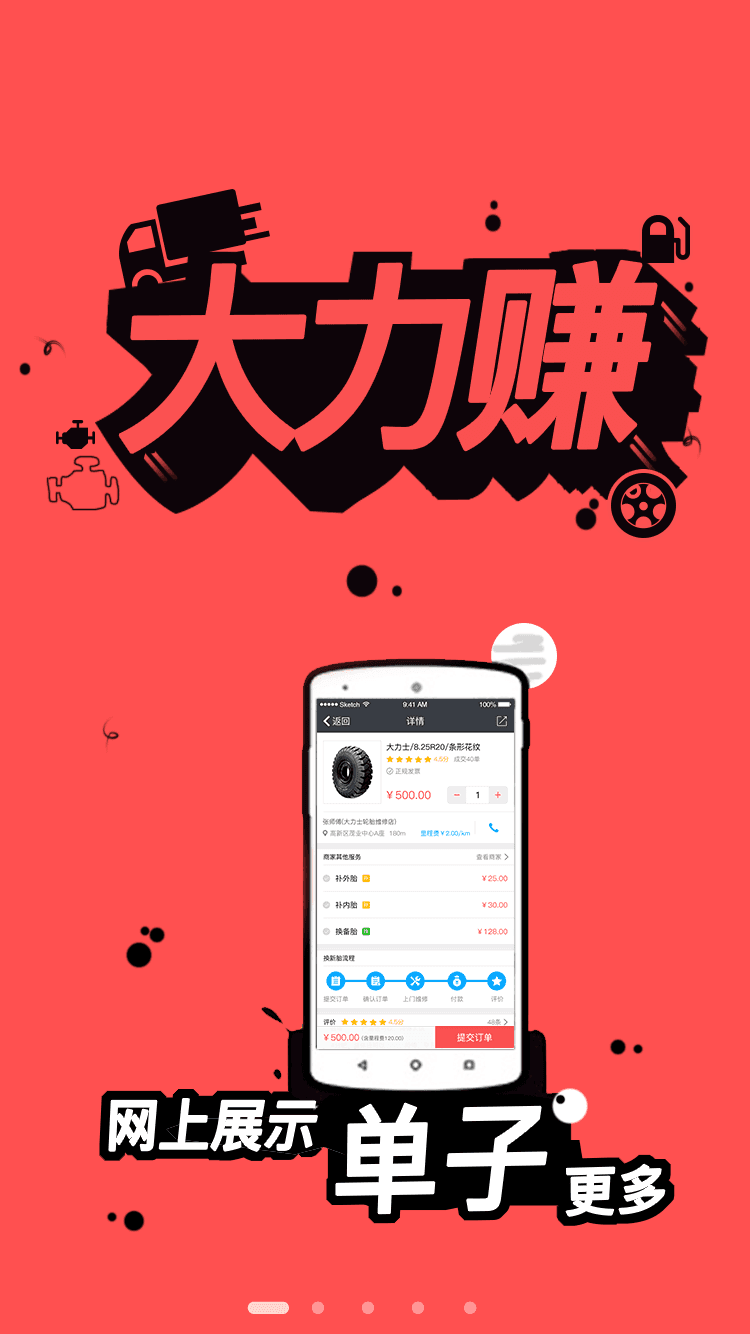 大力赚
Sketch 9:41 AM 100%
返回 详情
大力士/8.25R20/条形花纹
4.5分 成交40单
正规发票
¥500.00 − 1 +
张师傅(大力士轮胎维修店)
高新区茂业中心A座 180m 里程费¥2.00/km
商家其他服务 查看商家
补外胎 补 ¥25.00
补内胎 补 ¥30.00
换备胎 ¥128.00
换新胎流程
提交订单 确认订单 上门维修 付款 评价
评价 4.5分 48条
¥500.00 (含里程费120.00) 提交订单
网上展示
单子
更多